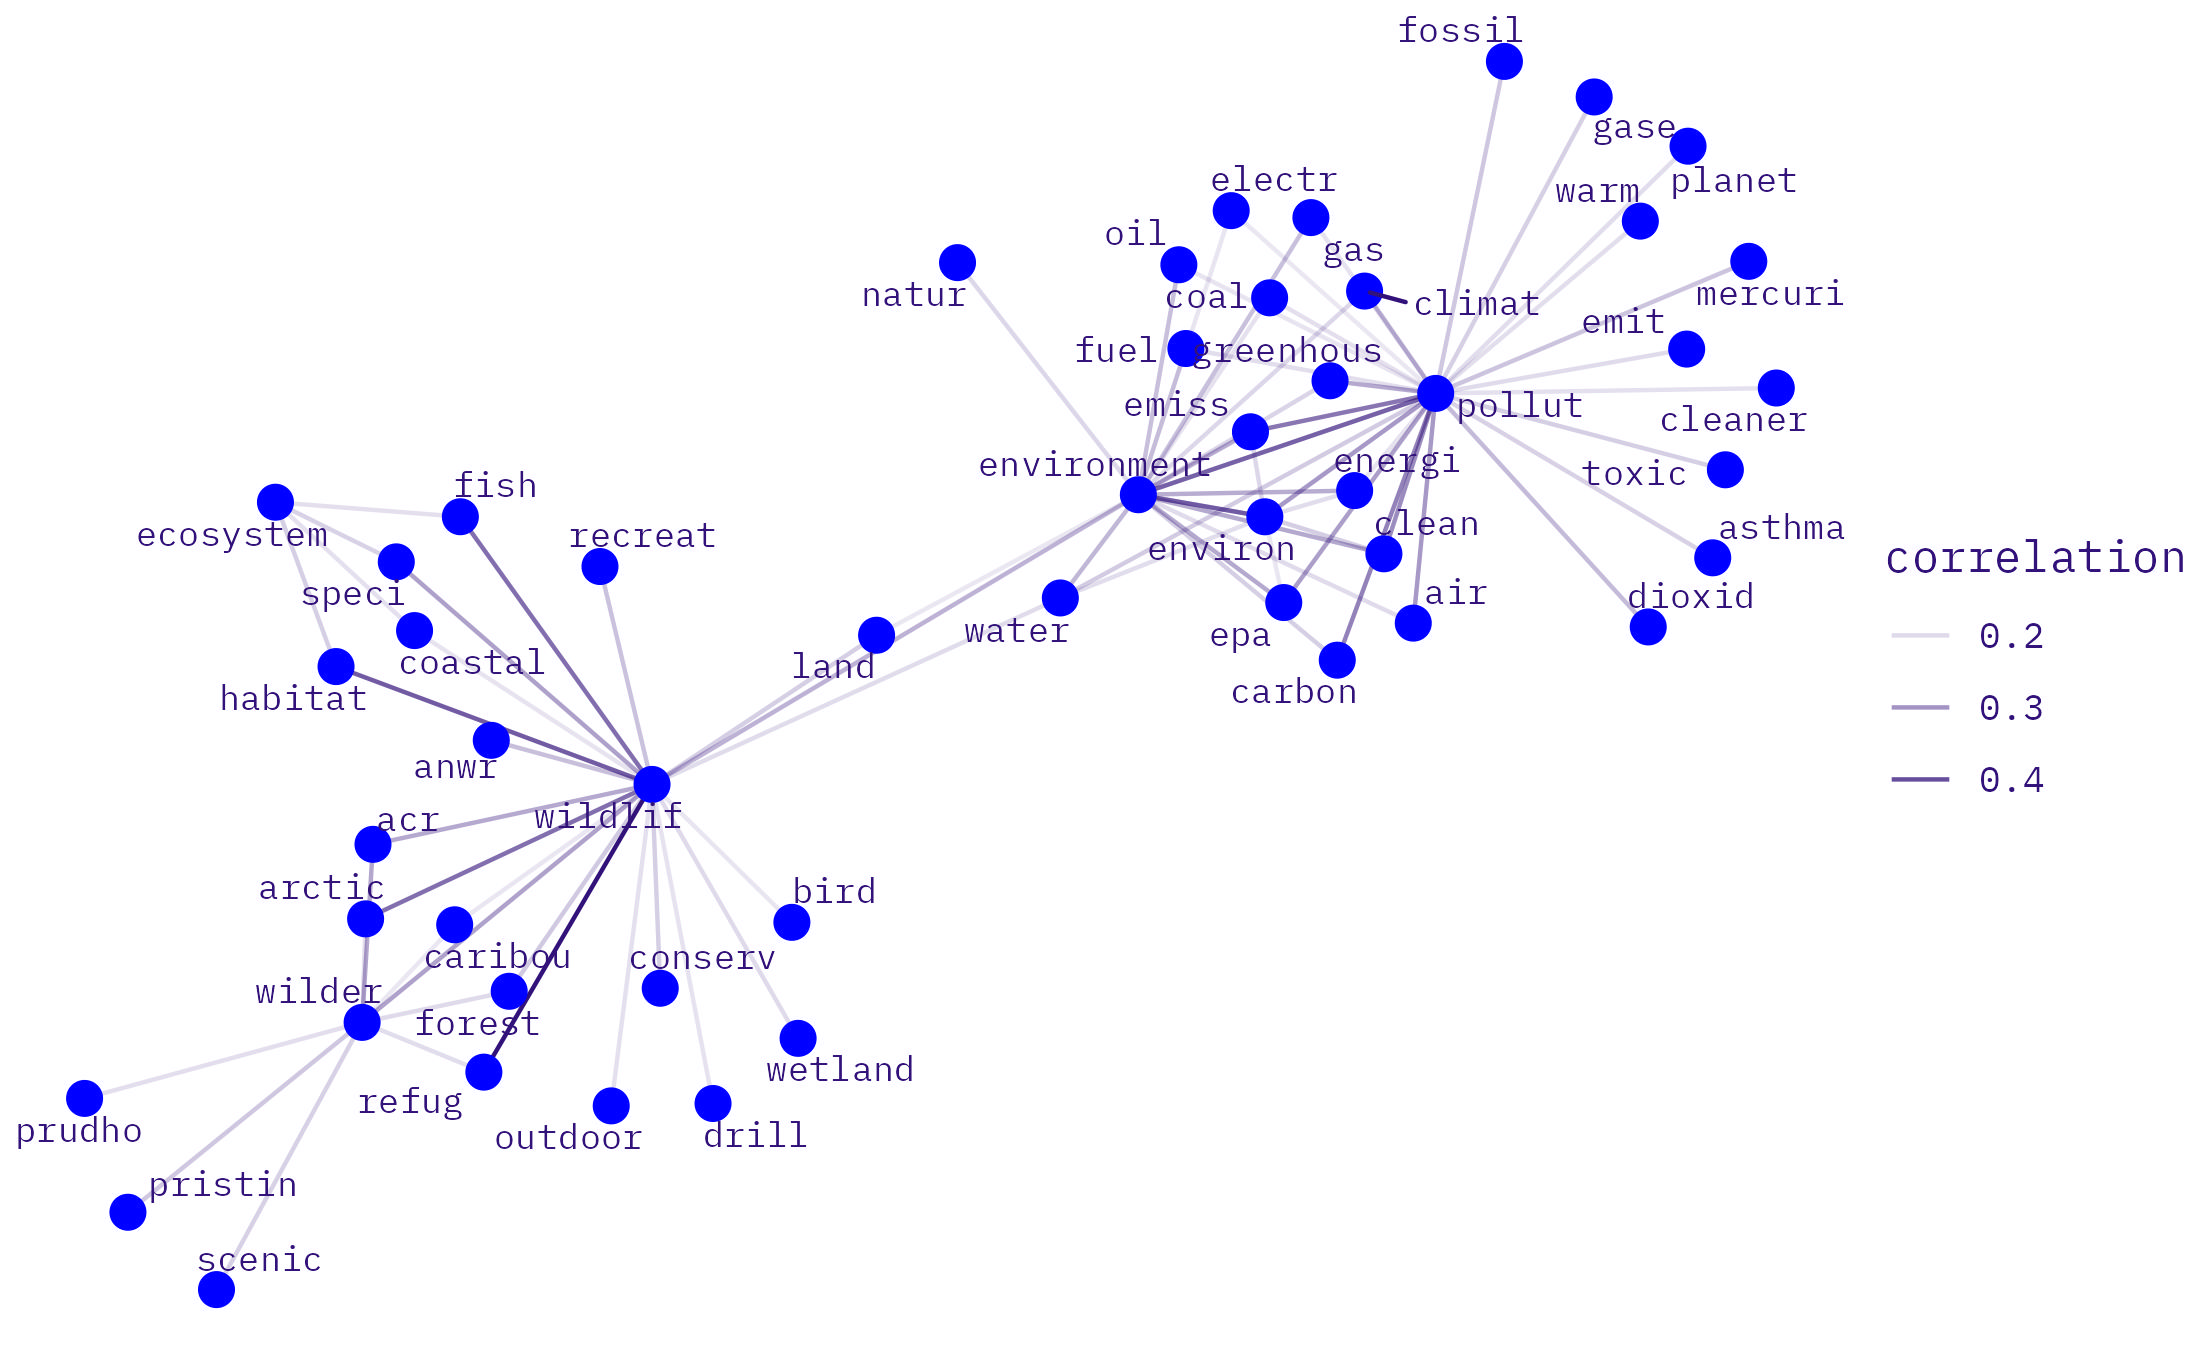 fossil
gase
electr
planet
warm
oil
gas
natur
coal
climat
mercuri
emit
fuel
greenhous
emiss
pollut
cleaner
environment
energi
toxic
fish
ecosystem
recreat
clean
asthma
environ
correlation
speci
air
dioxid
water
epa
0.2
coastal
land
habitat
carbon
0.3
anwr
0.4
wildlif
acr
arctic
bird
caribou
conserv
wilder
forest
wetland
refug
prudho
outdoor
drill
pristin
scenic